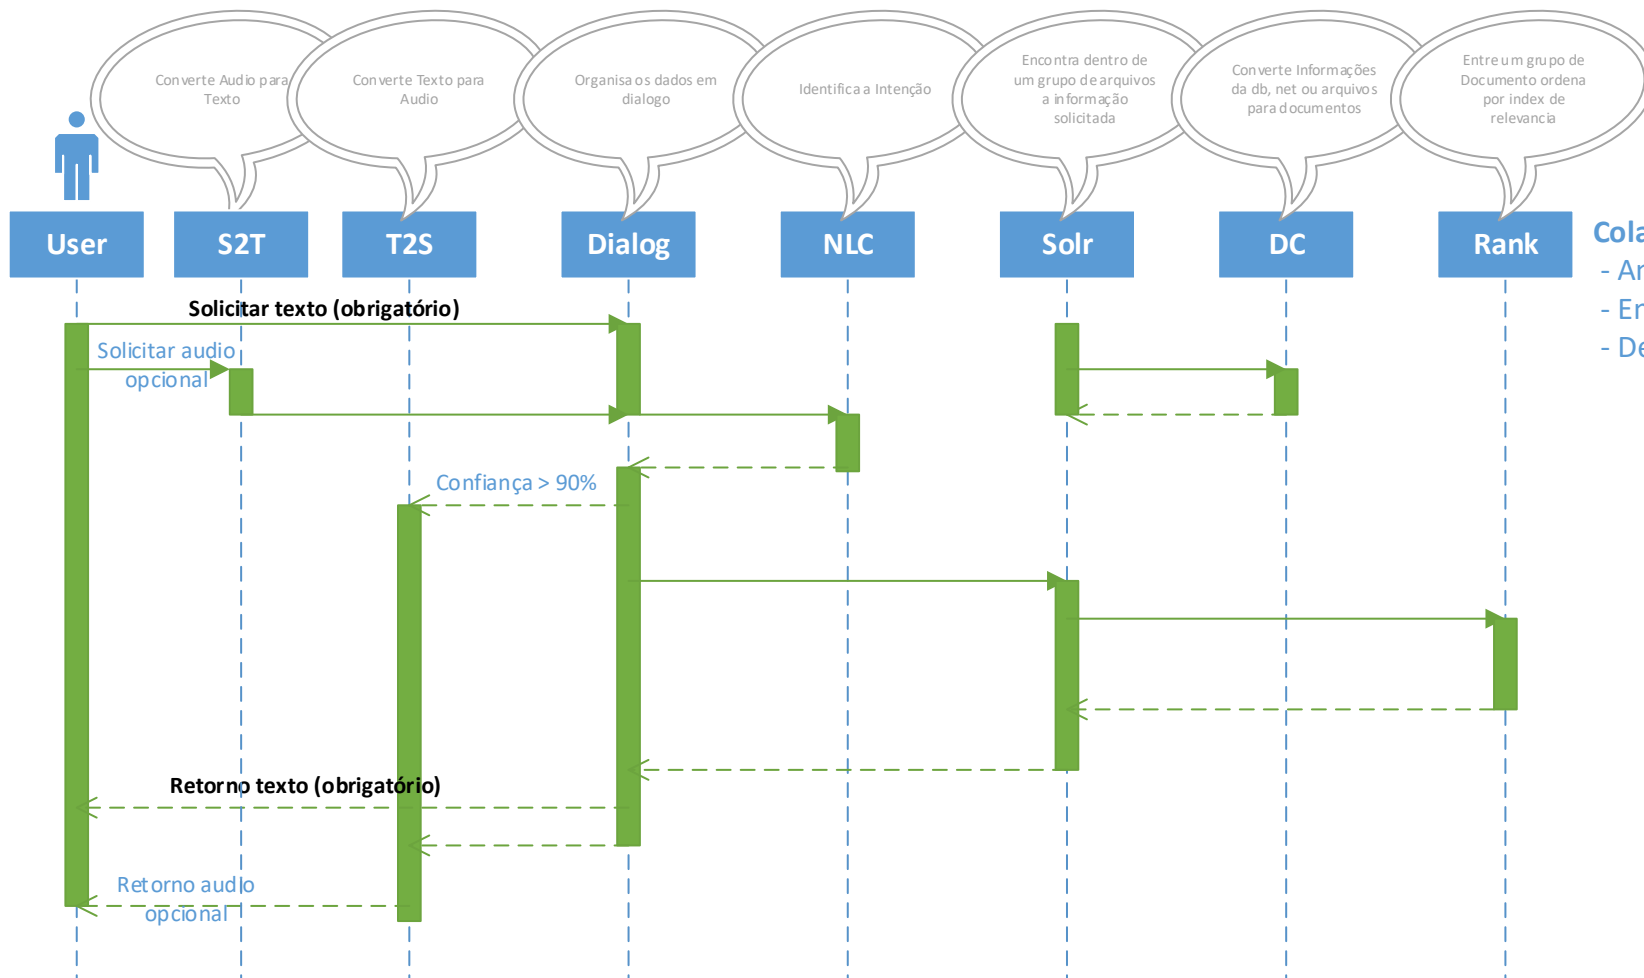 Converte Audio para
Texto
Converte Texto para
Audio
Organisa os dados em
dialogo
Identifica a Intenção
Encontra dentro de
um grupo de arquivos
a informação
solicitada
Converte Informações
da db, net ou arquivos
para documentos
Entre um grupo de
Documento ordena
por index de
relevancia
User
S2T
T2S
Dialog
NLC
Solr
DC
Rank
Solicitar texto (obrigatório)
Solicitar audio
opcional
Confiança > 90%
Retorno texto (obrigatório)
Retorno audio
opcional